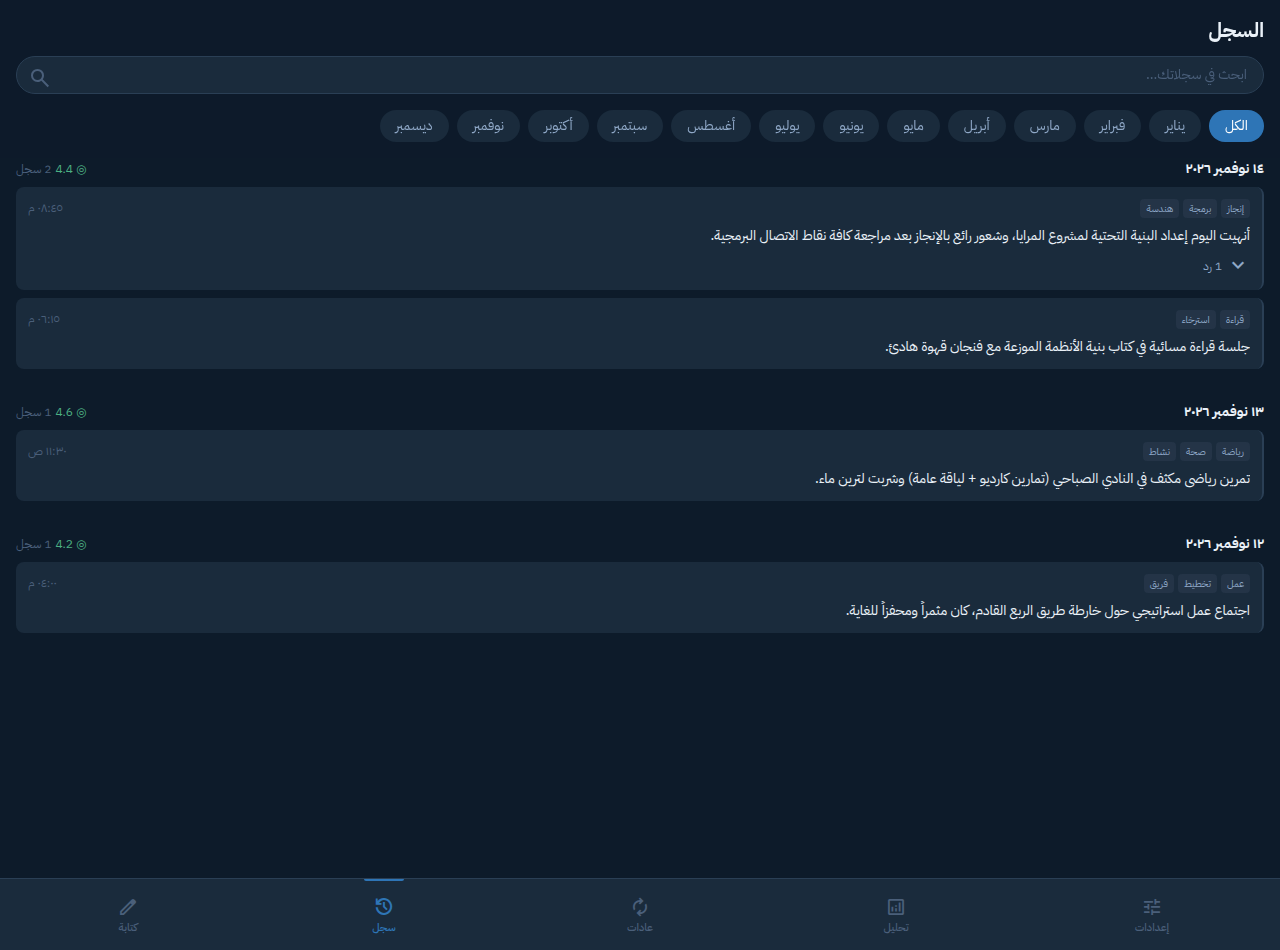 السجل
ابحث في سجلاتك...
الكل يناير فبراير مارس أبريل مايو يونيو يوليو أغسطس سبتمبر أكتوبر نوفمبر ديسمبر
١٤ نوفمبر ٢٠٢٦ ◎ 4.4 2 سجل
إنجاز برمجة هندسة ٠٨:٤٥ م
أنهيت اليوم إعداد البنية التحتية لمشروع المرايا، وشعور رائع بالإنجاز بعد مراجعة كافة نقاط الاتصال البرمجية.
1 رد
قراءة استرخاء ٠٦:١٥ م
جلسة قراءة مسائية في كتاب بنية الأنظمة الموزعة مع فنجان قهوة هادئ.
١٣ نوفمبر ٢٠٢٦ ◎ 4.6 1 سجل
رياضة صحة نشاط ١١:٣٠ ص
تمرين رياضي مكثف في النادي الصباحي (تمارين كارديو + لياقة عامة) وشربت لترين ماء.
١٢ نوفمبر ٢٠٢٦ ◎ 4.2 1 سجل
عمل تخطيط فريق ٠٤:٠٠ م
اجتماع عمل استراتيجي حول خارطة طريق الربع القادم، كان مثمراً ومحفزاً للغاية.
إعدادات تحليل عادات سجل كتابة